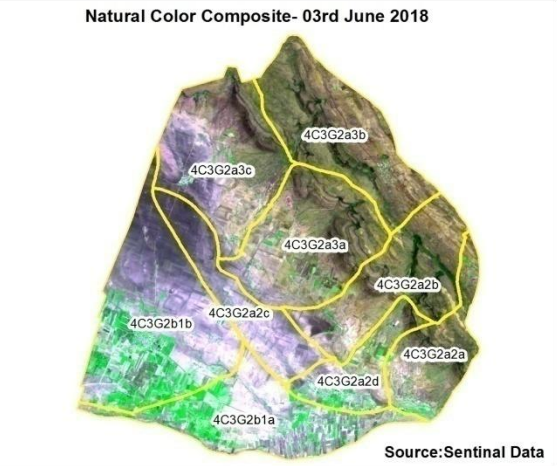 Natural Color Composite- 03rd June 2018
4C3G2a3b
4C3G2a3c
4C3G2a3a
4C3G2a2b
4C3G2a2c
4C3G2b1b
4C3G2a2a
4C3G2a2d
4C3G2b1a
Source:Sentinal Data